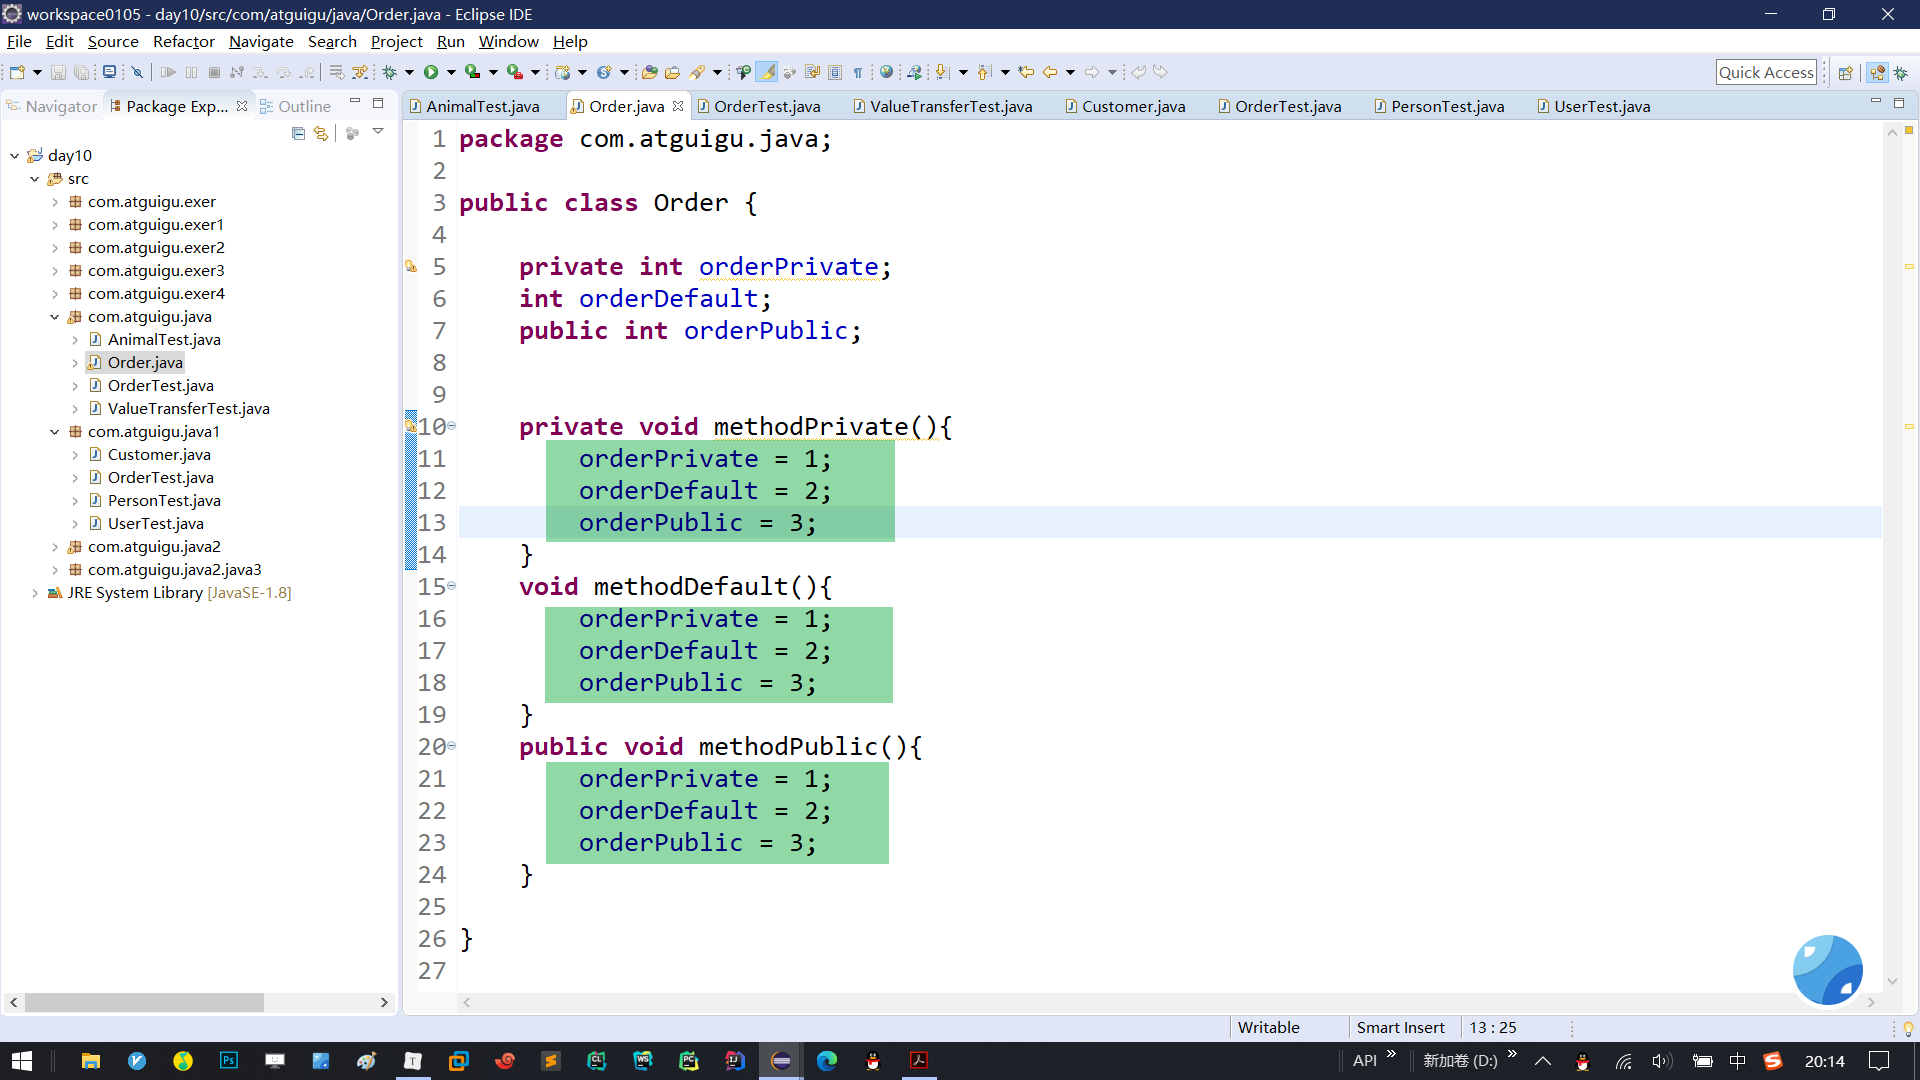 workspace0105 - day10/src/com/atguigu/java/Order.java - Eclipse IDE
File Edit Source Refactor Navigate Search Project Run Window Help
Quick Access
Navigator Package Exp... Outline
AnimalTest.java Order.java OrderTest.java ValueTransferTest.java Customer.java OrderTest.java PersonTest.java UserTest.java
day10
src
com.atguigu.exer
com.atguigu.exer1
com.atguigu.exer2
com.atguigu.exer3
com.atguigu.exer4
com.atguigu.java
AnimalTest.java
Order.java
OrderTest.java
ValueTransferTest.java
com.atguigu.java1
Customer.java
OrderTest.java
PersonTest.java
UserTest.java
com.atguigu.java2
com.atguigu.java2.java3
JRE System Library [JavaSE-1.8]
1 package com.atguigu.java;
2
3 public class Order {
4
5 private int orderPrivate;
6 int orderDefault;
7 public int orderPublic;
8
9
10 private void methodPrivate(){
11 orderPrivate = 1;
12 orderDefault = 2;
13 orderPublic = 3;
14 }
15 void methodDefault(){
16 orderPrivate = 1;
17 orderDefault = 2;
18 orderPublic = 3;
19 }
20 public void methodPublic(){
21 orderPrivate = 1;
22 orderDefault = 2;
23 orderPublic = 3;
24 }
25
26 }
27
Writable Smart Insert 13 : 25
API 新加卷 (D:) 中 20:14